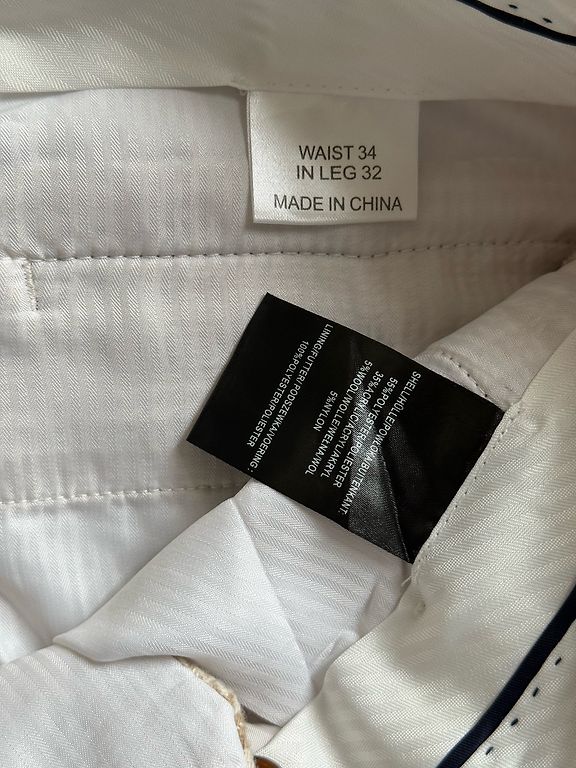 WAIST 34
IN LEG 32
MADE IN CHINA
SHELL/HÜLLE/POWŁOKA/BUITENKANT:
55%POLYESTER/POLIESTER
35%ACRYLIC/ACRYL/AKRYL
5%WOOL/WOLLE/WEŁNA/WOL
5%NYLON
LINING/FUTTER/PODSZEWKA/VOERING:
100%POLYESTER/POLIESTER